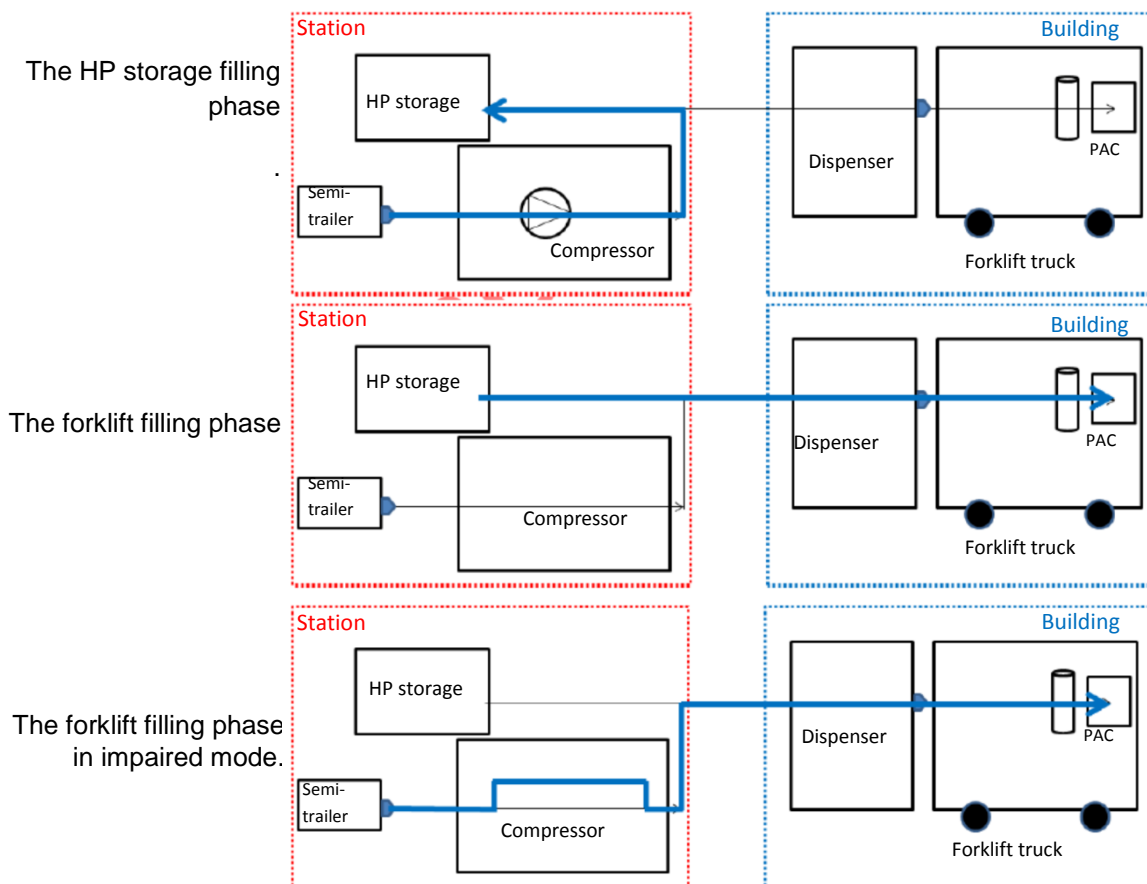 Station
Building
The HP storage filling
phase
.
HP storage
Dispenser
PAC
Semi-
trailer
Compressor
Forklift truck
Station
Building
HP storage
The forklift filling phase
Dispenser
PAC
Semi-
trailer
Compressor
Forklift truck
Station
Building
HP storage
The forklift filling phase
in impaired mode.
Dispenser
PAC
Semi-
trailer
Compressor
Forklift truck